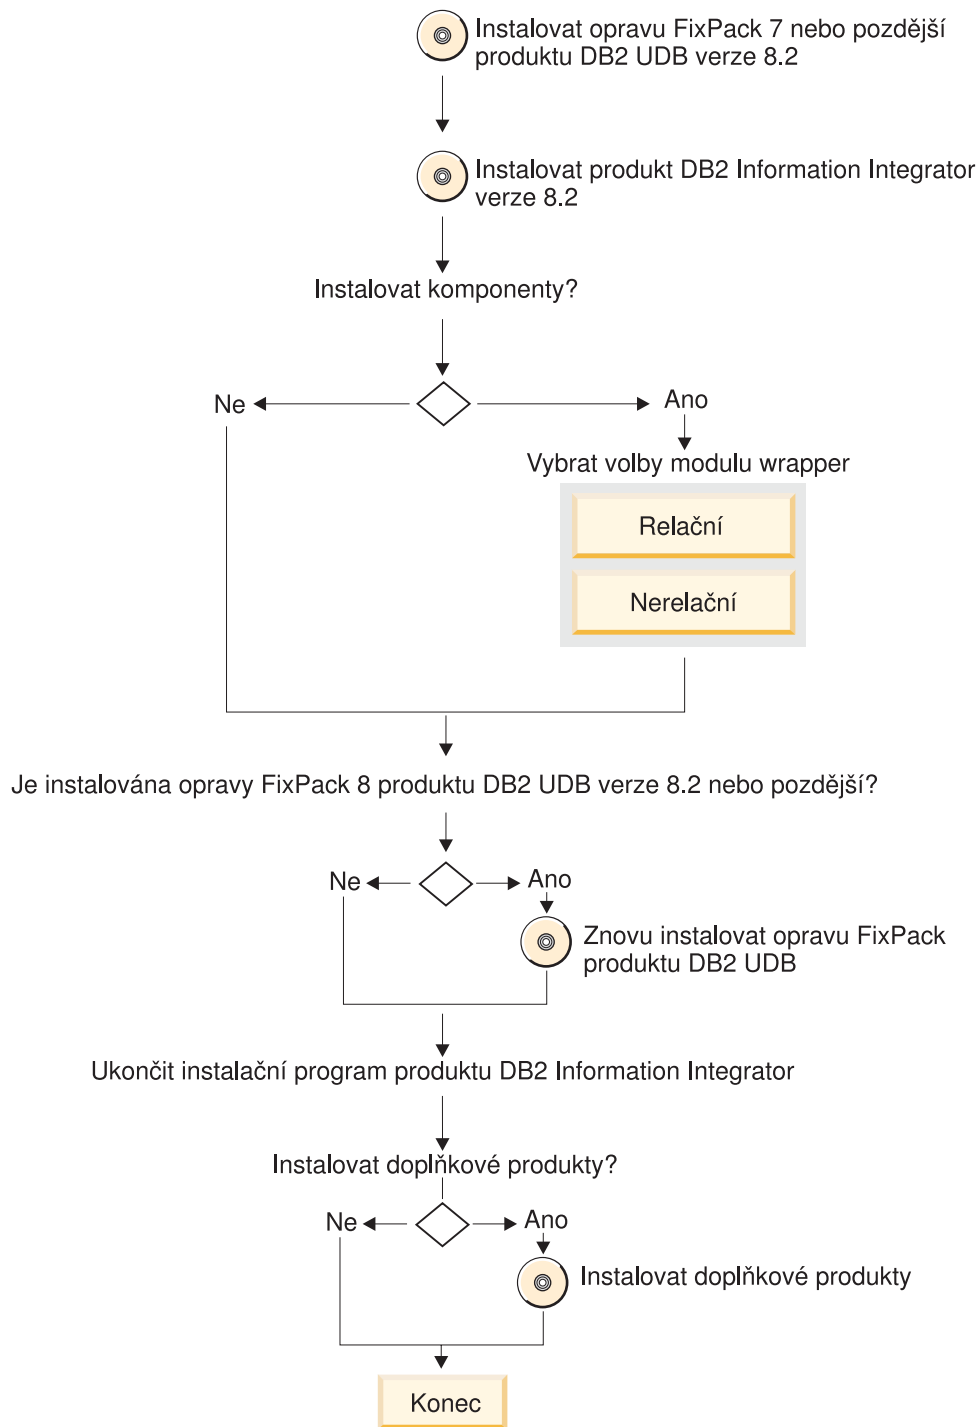 Instalovat opravu FixPack 7 nebo pozdější
produktu DB2 UDB verze 8.2
Instalovat produkt DB2 Information Integrator
verze 8.2
Instalovat komponenty?
Ne
Ano
Vybrat volby modulu wrapper
Relační
Nerelační
Je instalována opravy FixPack 8 produktu DB2 UDB verze 8.2 nebo pozdější?
Ne
Ano
Znovu instalovat opravu FixPack
produktu DB2 UDB
Ukončit instalační program produktu DB2 Information Integrator
Instalovat doplňkové produkty?
Ne
Ano
Instalovat doplňkové produkty
Konec